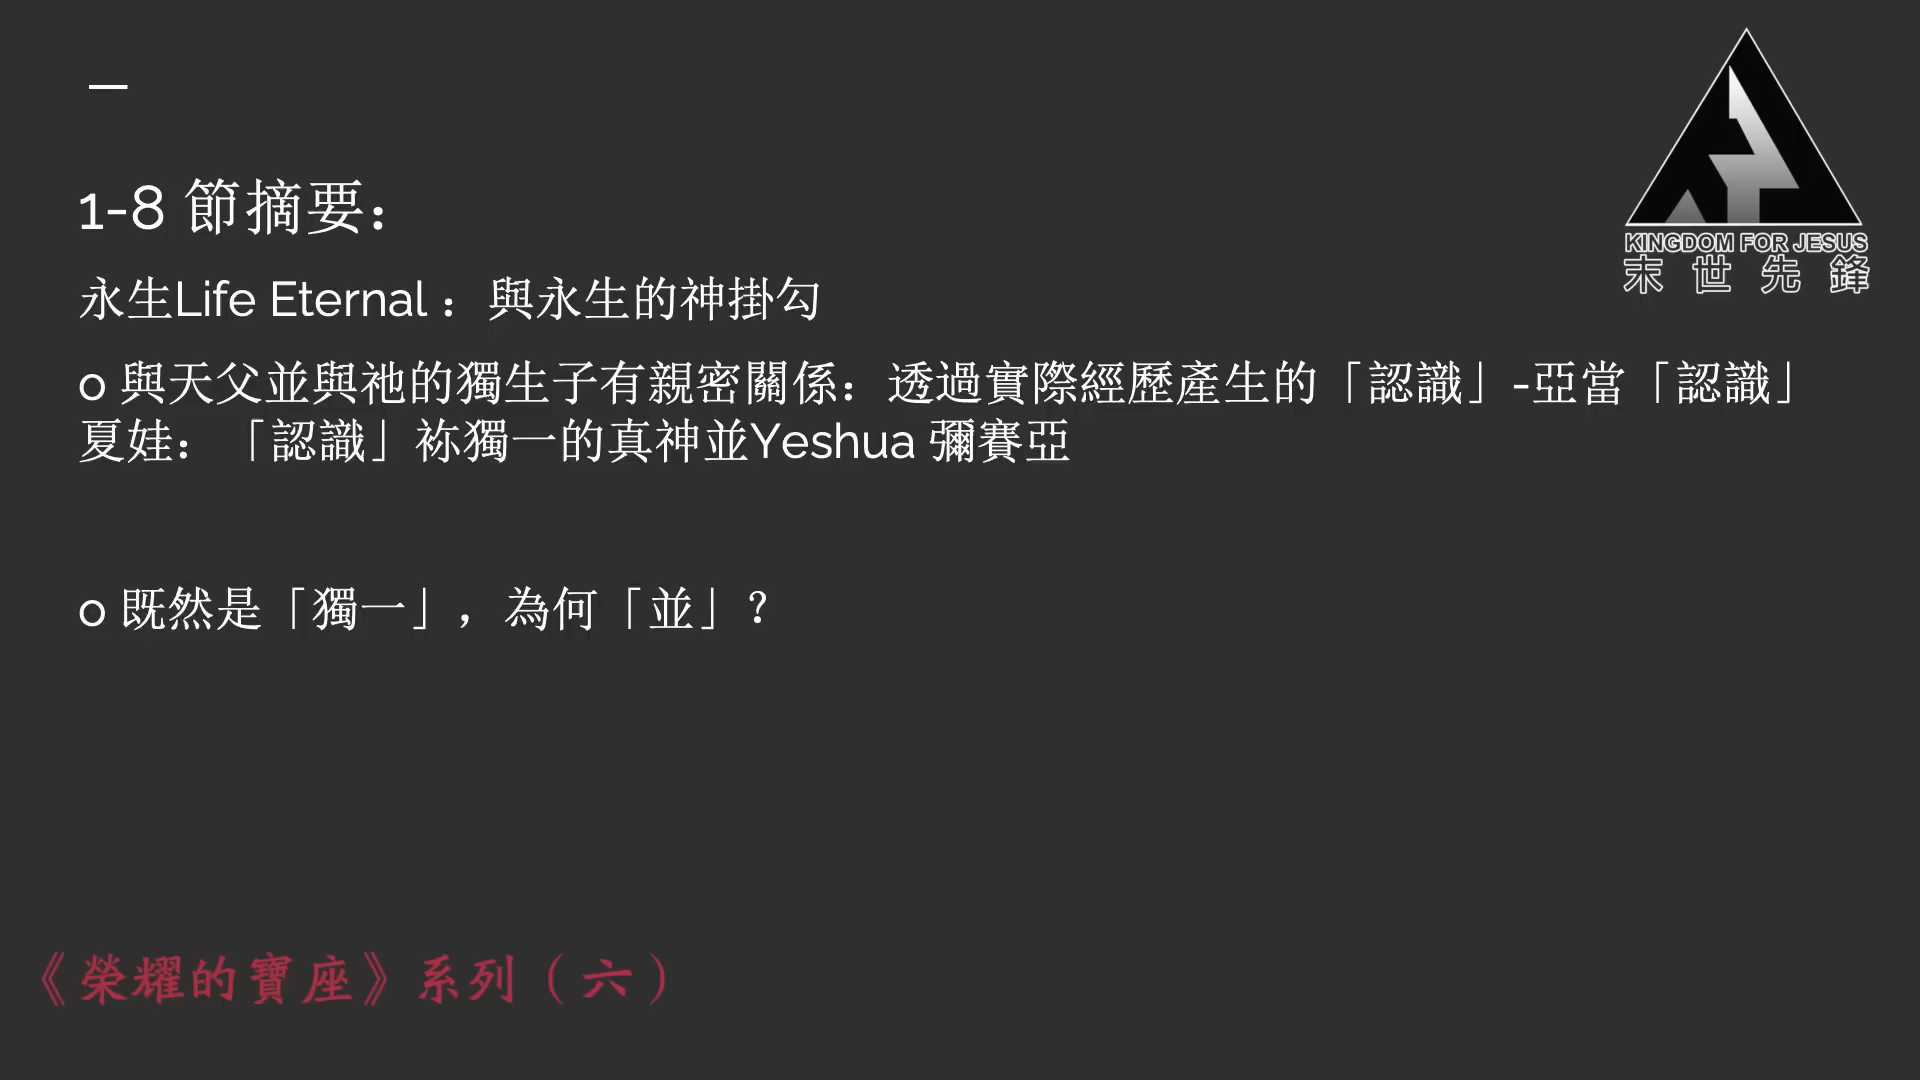 1-8 節摘要：
永生Life Eternal： 與永生的神掛勾
o 與天父並與祂的獨生子有親密關係：透過實際經歷產生的「認識」-亞當「認識」
夏娃：「認識」袮獨一的真神並Yeshua 彌賽亞
o 既然是「獨一」，為何「並」？
KINGDOM FOR JESUS
末世先鋒
《榮耀的寶座》系列（六）